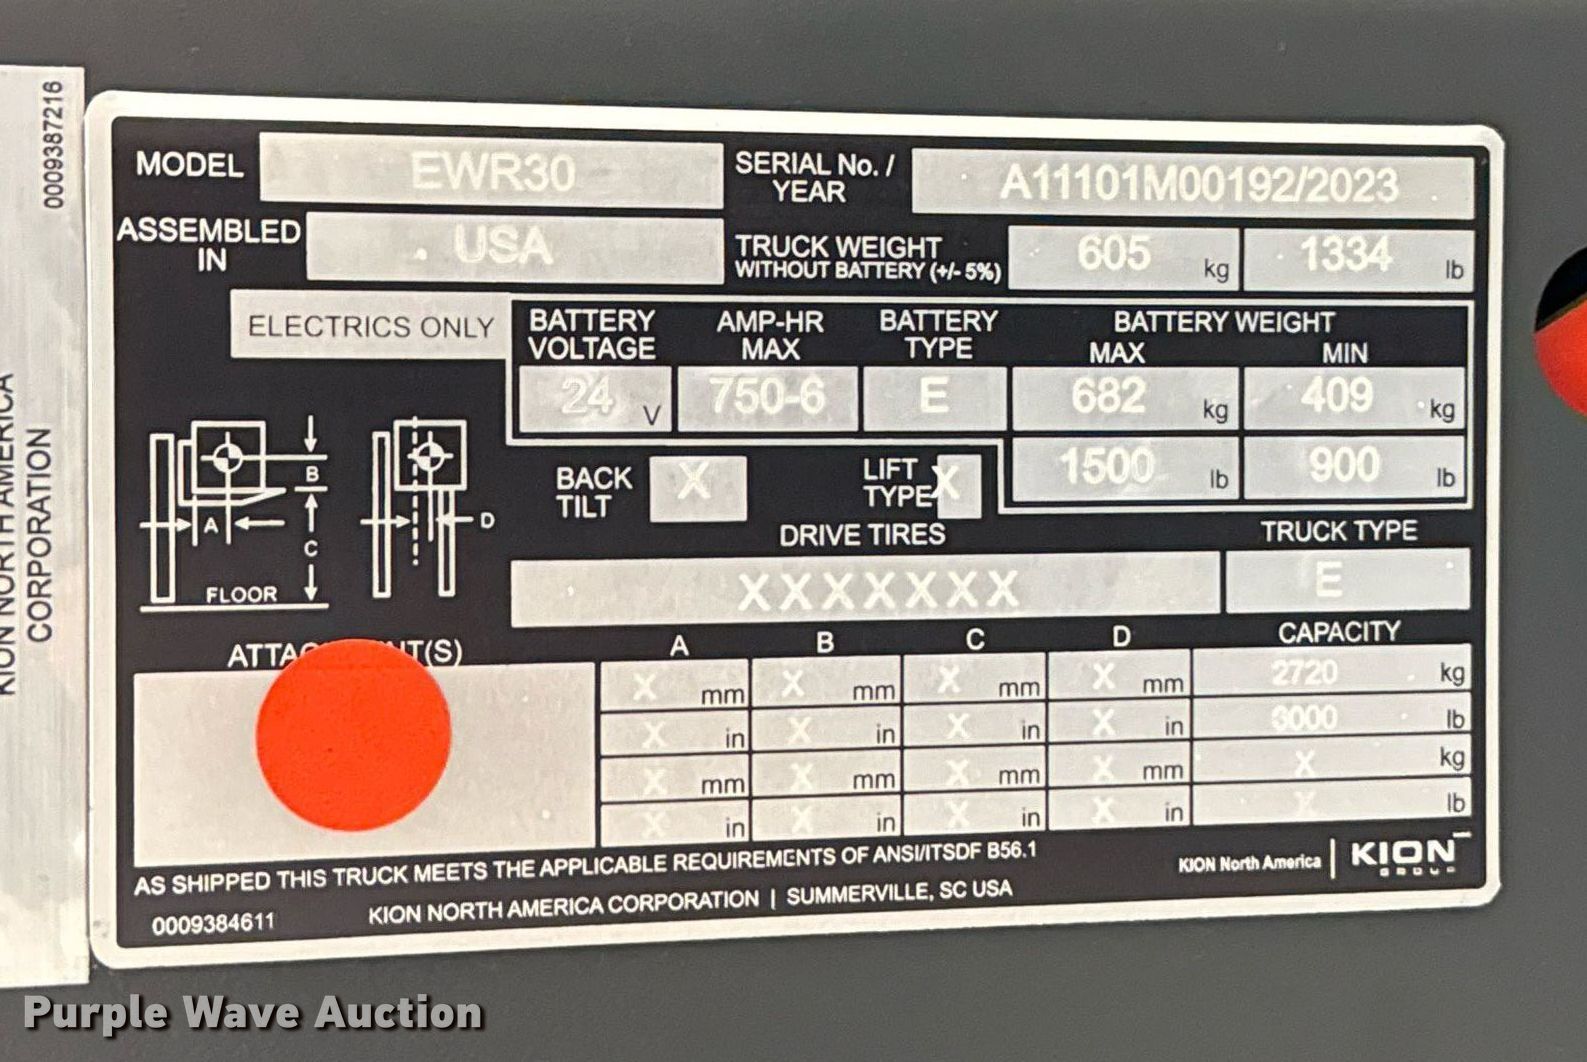 0009387216
KION NORTH AMERICA
CORPORATION
MODEL EWR30
SERIAL No. / YEAR A11101M00192/2023
ASSEMBLED IN USA
TRUCK WEIGHT
WITHOUT BATTERY (+/- 5%) 605 kg 1334 lb
ELECTRICS ONLY
BATTERY VOLTAGE
AMP-HR MAX
BATTERY TYPE
BATTERY WEIGHT
MAX MIN
24 V 750-6 E 682 kg 409 kg
1500 lb 900 lb
BACK TILT X
LIFT TYPE X
A B C D
FLOOR
DRIVE TIRES TRUCK TYPE
XXXXXXX E
A B C D CAPACITY
X mm X mm X mm X mm 2720 kg
X in X in X in X in 6000 lb
X mm X mm X mm X mm X kg
X in X in X in X in X lb
AS SHIPPED THIS TRUCK MEETS THE APPLICABLE REQUIREMENTS OF ANSI/ITSDF B56.1
KION North America | KION
GROUP
0009384611 KION NORTH AMERICA CORPORATION | SUMMERVILLE, SC USA
Purple Wave Auction